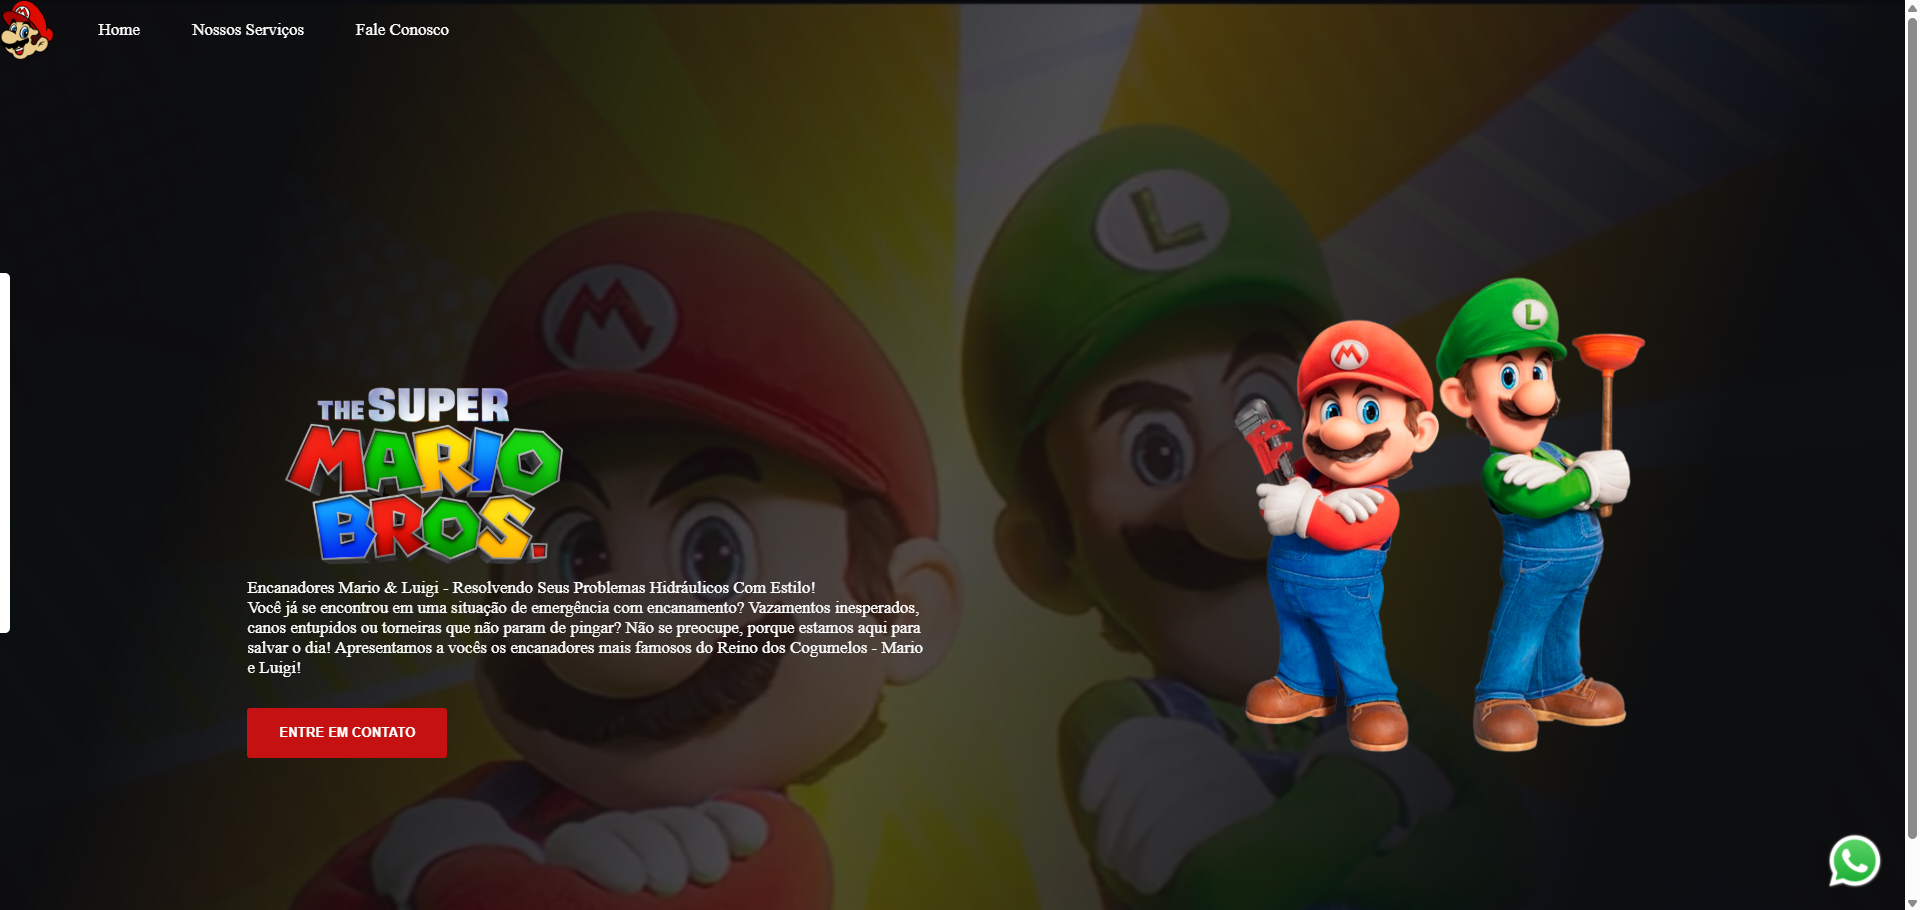 Home
Nossos Serviços
Fale Conosco
M
L
M
L
M
THE SUPER
MARIO
BROS.
Encanadores Mario & Luigi - Resolvendo Seus Problemas Hidráulicos Com Estilo!
Você já se encontrou em uma situação de emergência com encanamento? Vazamentos inesperados,
canos entupidos ou torneiras que não param de pingar? Não se preocupe, porque estamos aqui para
salvar o dia! Apresentamos a vocês os encanadores mais famosos do Reino dos Cogumelos - Mario
e Luigi!
ENTRE EM CONTATO